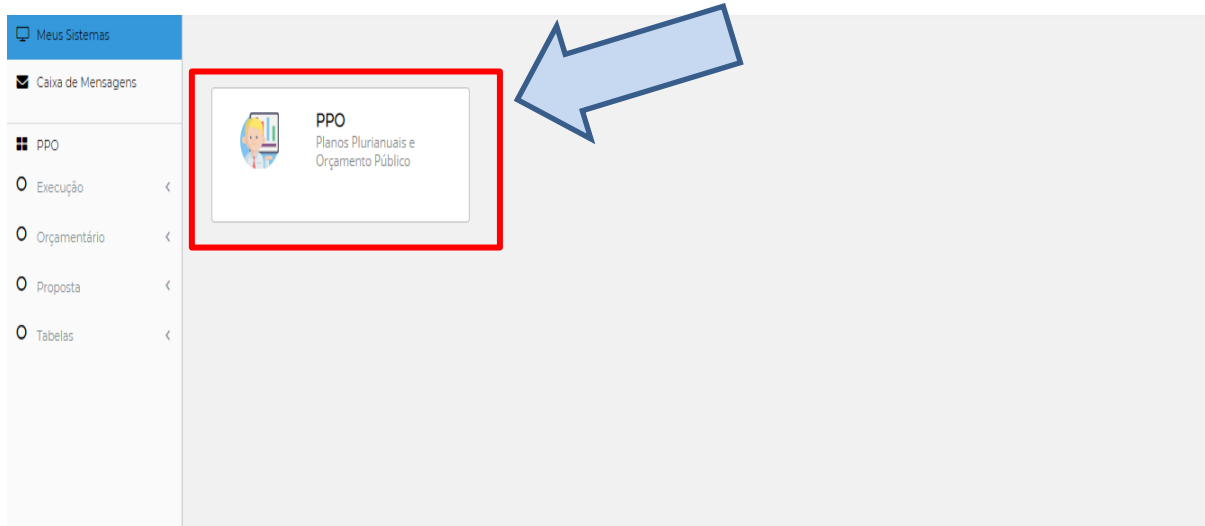 Meus Sistemas
Caixa de Mensagens
PPO
Execução
Orçamentário
Proposta
Tabelas
PPO
Planos Plurianuais e
Orçamento Público